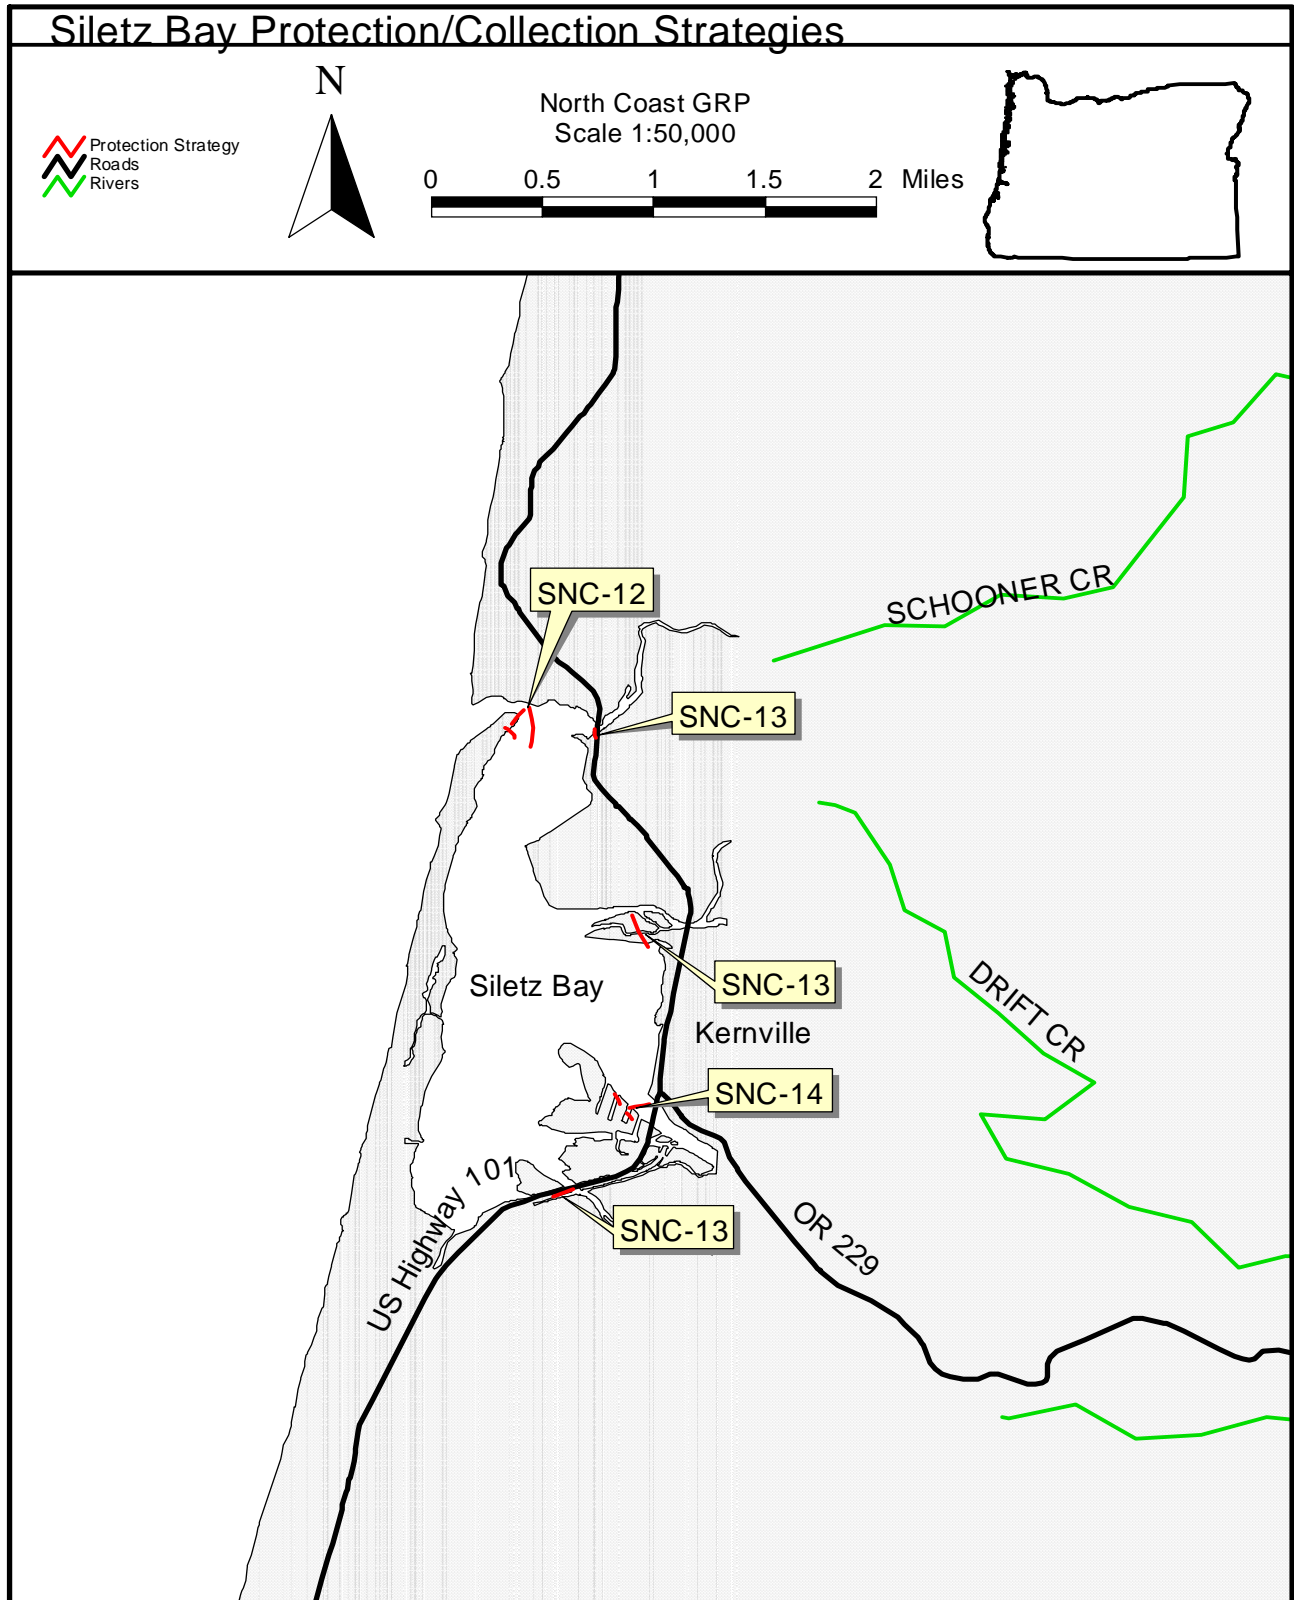 Siletz Bay Protection/Collection Strategies
N
North Coast GRP
Scale 1:50,000
Protection Strategy
Roads
Rivers
0 0.5 1 1.5 2 Miles
SNC-12
SCHOONER CR
SNC-13
SNC-13
Siletz Bay
DRIFT CR
Kernville
SNC-14
US Highway 101
SNC-13
OR 229